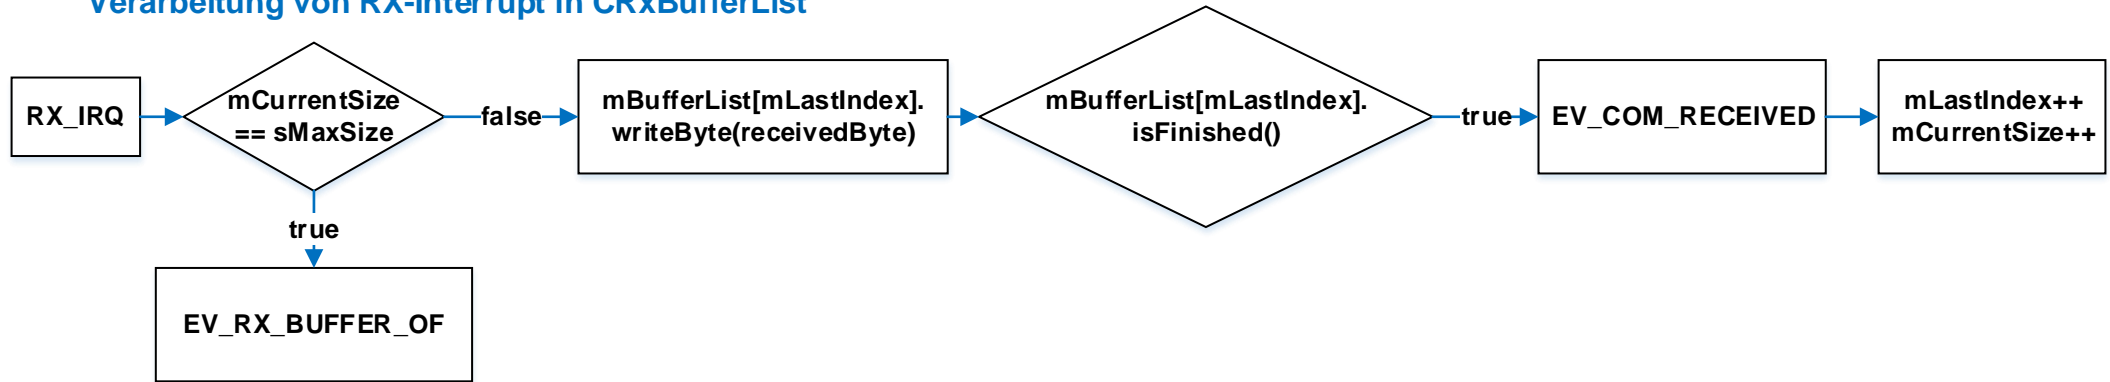 Verarbeitung von RX-Interrupt in CRxBufferList
RX_IRQ
mCurrentSize
== sMaxSize
false
mBufferList[mLastIndex].
writeByte(receivedByte)
mBufferList[mLastIndex].
isFinished()
true
EV_COM_RECEIVED
mLastIndex++
mCurrentSize++
true
EV_RX_BUFFER_OF